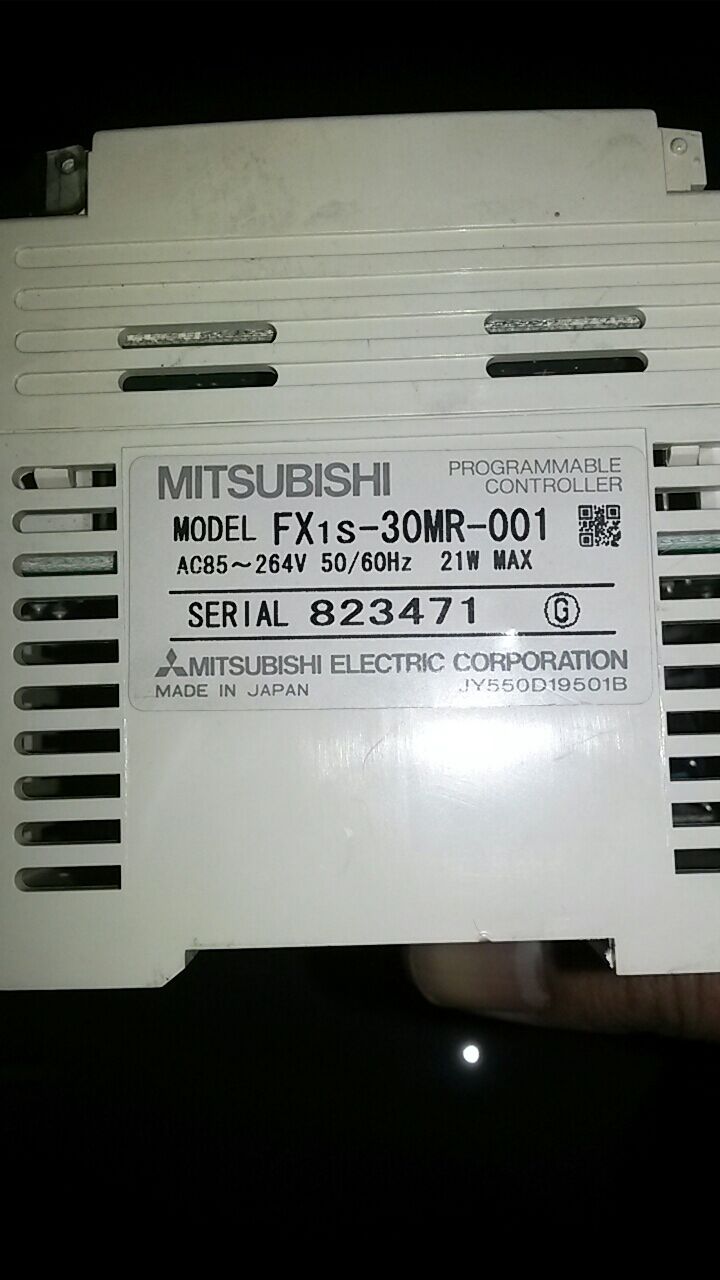 MITSUBISHI
PROGRAMMABLE
CONTROLLER
MODEL FX1S-30MR-001
AC85～264V 50/60Hz 21W MAX
SERIAL 823471 G
MITSUBISHI ELECTRIC CORPORATION
MADE IN JAPAN JY550D19501B